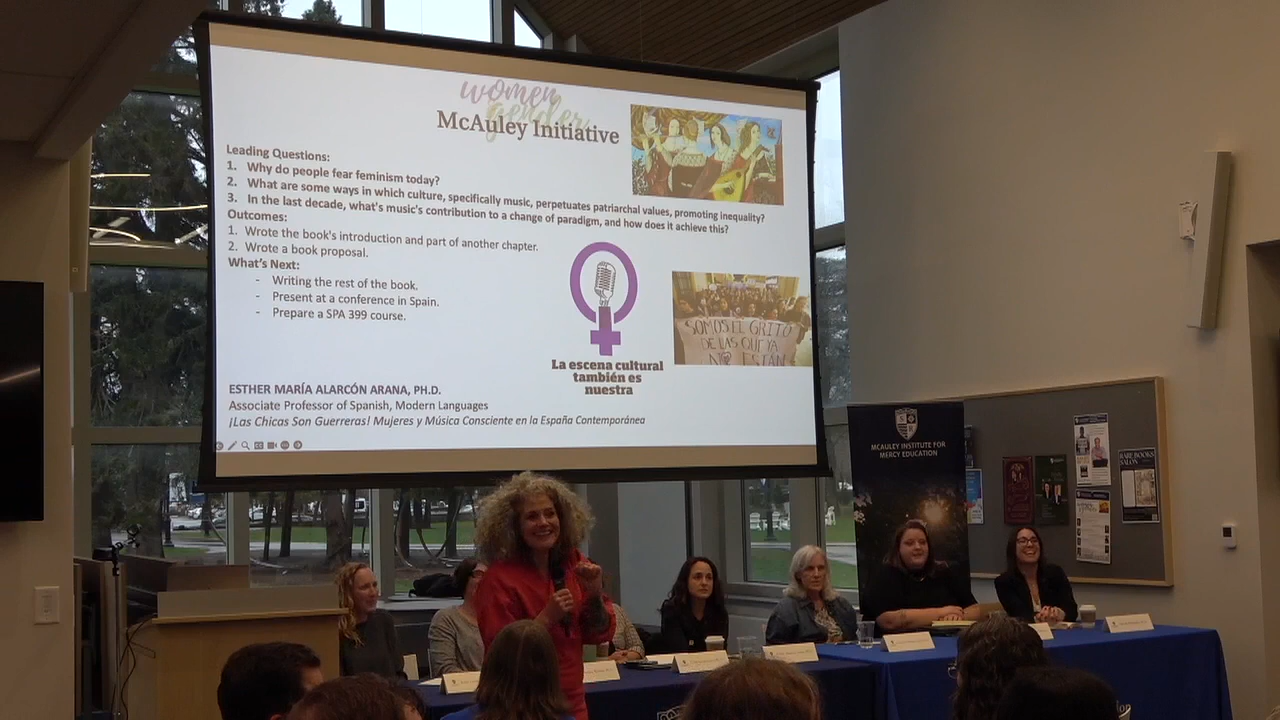 women
gender
McAuley Initiative
Leading Questions:
1. Why do people fear feminism today?
2. What are some ways in which culture, specifically music, perpetuates patriarchal values, promoting inequality?
3. In the last decade, what's music's contribution to a change of paradigm, and how does it achieve this?
Outcomes:
1. Wrote the book's introduction and part of another chapter.
2. Wrote a book proposal.
What's Next:
- Writing the rest of the book.
- Present at a conference in Spain.
- Prepare a SPA 399 course.
SOMOS EL GRITO
DE LAS QUE YA
NO ESTÁN
La escena cultural
también es
nuestra
ESTHER MARÍA ALARCÓN ARANA, PH.D.
Associate Professor of Spanish, Modern Languages
¡Las Chicas Son Guerreras! Mujeres y Música Consciente en la España Contemporánea
MCAULEY INSTITUTE FOR
MERCY EDUCATION
RARE BOOKS
SALON